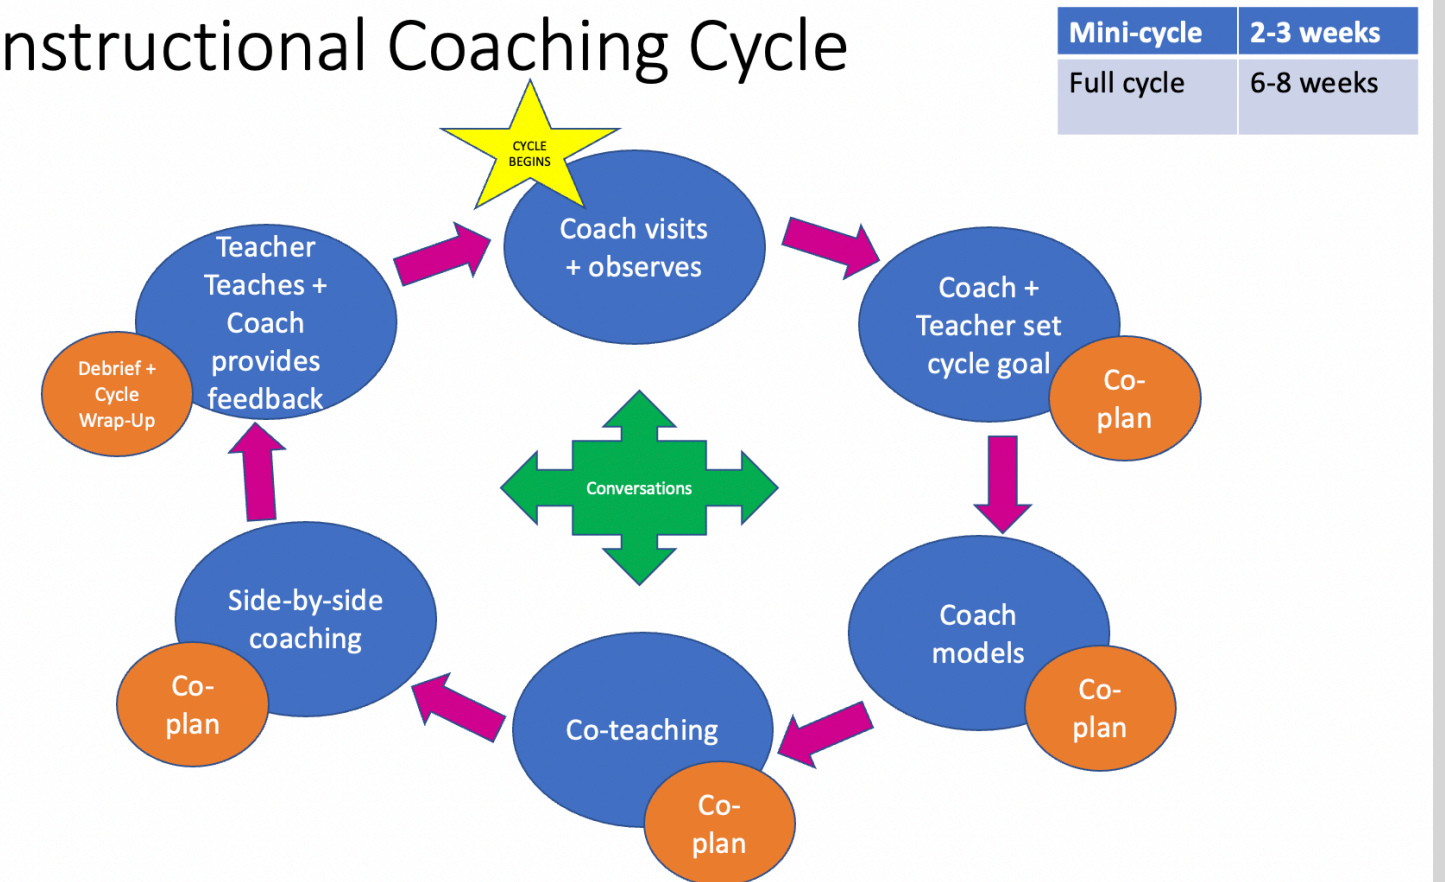 nstructional Coaching Cycle
Mini-cycle 2-3 weeks
Full cycle 6-8 weeks
CYCLE
BEGINS
Coach visits
+ observes
Coach +
Teacher set
cycle goal
Co-
plan
Coach
models
Co-
plan
Co-teaching
Co-
plan
Side-by-side
coaching
Co-
plan
Teacher
Teaches +
Coach
provides
feedback
Debrief +
Cycle
Wrap-Up
Conversations